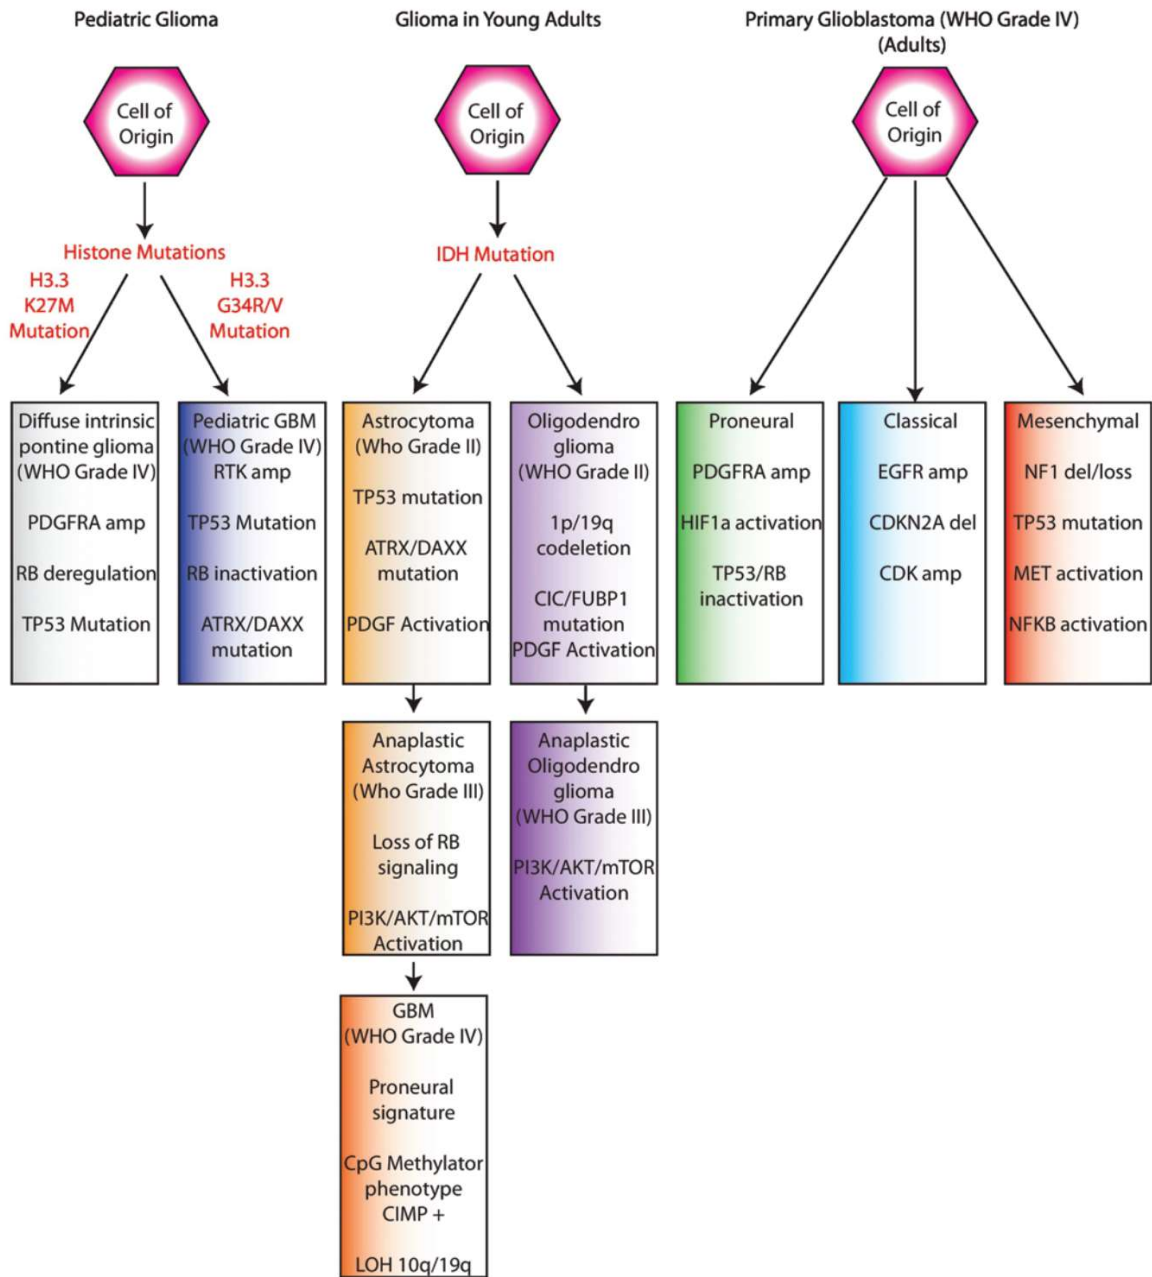 Pediatric Glioma
Cell of
Origin
Histone Mutations
H3.3
K27M
Mutation
H3.3
G34R/V
Mutation
Diffuse intrinsic
pontine glioma
(WHO Grade IV)
PDGFRA amp
RB deregulation
TP53 Mutation
Pediatric GBM
(WHO Grade IV)
RTK amp
TP53 Mutation
RB inactivation
ATRX/DAXX
mutation
Glioma in Young Adults
Cell of
Origin
IDH Mutation
Astrocytoma
(Who Grade II)
TP53 mutation
ATRX/DAXX
mutation
PDGF Activation
Oligodendro
glioma
(WHO Grade II)
1p/19q
codeletion
CIC/FUBP1
mutation
PDGF Activation
Anaplastic
Astrocytoma
(Who Grade III)
Loss of RB
signaling
PI3K/AKT/mTOR
Activation
Anaplastic
Oligodendro
glioma
(WHO Grade III)
PI3K/AKT/mTOR
Activation
GBM
(WHO Grade IV)
Proneural
signature
CpG Methylator
phenotype
CIMP +
LOH 10q/19q
Primary Glioblastoma (WHO Grade IV)
(Adults)
Cell of
Origin
Proneural
PDGFRA amp
HIF1a activation
TP53/RB
inactivation
Classical
EGFR amp
CDKN2A del
CDK amp
Mesenchymal
NF1 del/loss
TP53 mutation
MET activation
NFKB activation